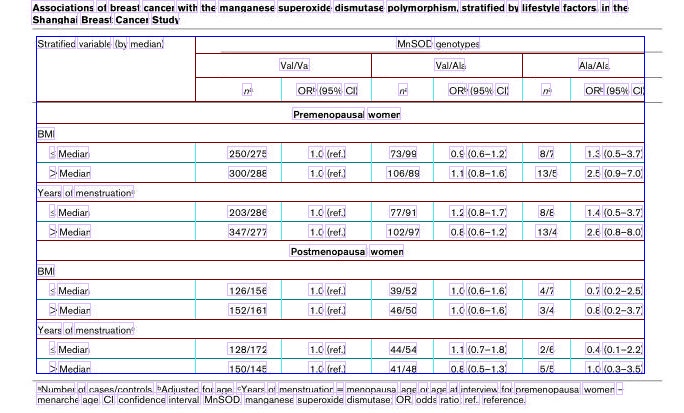 Associations of breast cancer with the manganese superoxide dismutase polymorphism, stratified by lifestyle factors, in the
Shanghai Breast Cancer Study
Stratified variable (by median) MnSOD genotypes
Val/Va Val/Ala Ala/Ala
nᵃ ORᵇ (95% CI) nᵃ ORᵇ (95% CI) nᵃ ORᵇ (95% CI)
Premenopausal women
BMI
≤ Median 250/275 1.0 (ref.) 73/99 0.9 (0.6–1.2) 8/7 1.3 (0.5–3.7)
> Median 300/288 1.0 (ref.) 106/89 1.1 (0.8–1.6) 13/5 2.5 (0.9–7.0)
Years of menstruationᶜ
≤ Median 203/286 1.0 (ref.) 77/91 1.2 (0.8–1.7) 8/8 1.4 (0.5–3.7)
> Median 347/277 1.0 (ref.) 102/97 0.8 (0.6–1.2) 13/4 2.6 (0.8–8.0)
Postmenopausal women
BMI
≤ Median 126/156 1.0 (ref.) 39/52 1.0 (0.6–1.6) 4/7 0.7 (0.2–2.5)
> Median 152/161 1.0 (ref.) 46/50 1.0 (0.6–1.6) 3/4 0.8 (0.2–3.7)
Years of menstruationᶜ
≤ Median 128/172 1.0 (ref.) 44/54 1.1 (0.7–1.8) 2/6 0.4 (0.1–2.2)
> Median 150/145 1.0 (ref.) 41/48 0.8 (0.5–1.3) 5/5 1.0 (0.3–3.5)
ᵃNumber of cases/controls. ᵇAdjusted for age. ᶜYears of menstruation = menopausal age or age at interview for premenopausal women –
menarche age. CI confidence interval, MnSOD manganese superoxide dismutase, OR odds ratio, ref. reference.